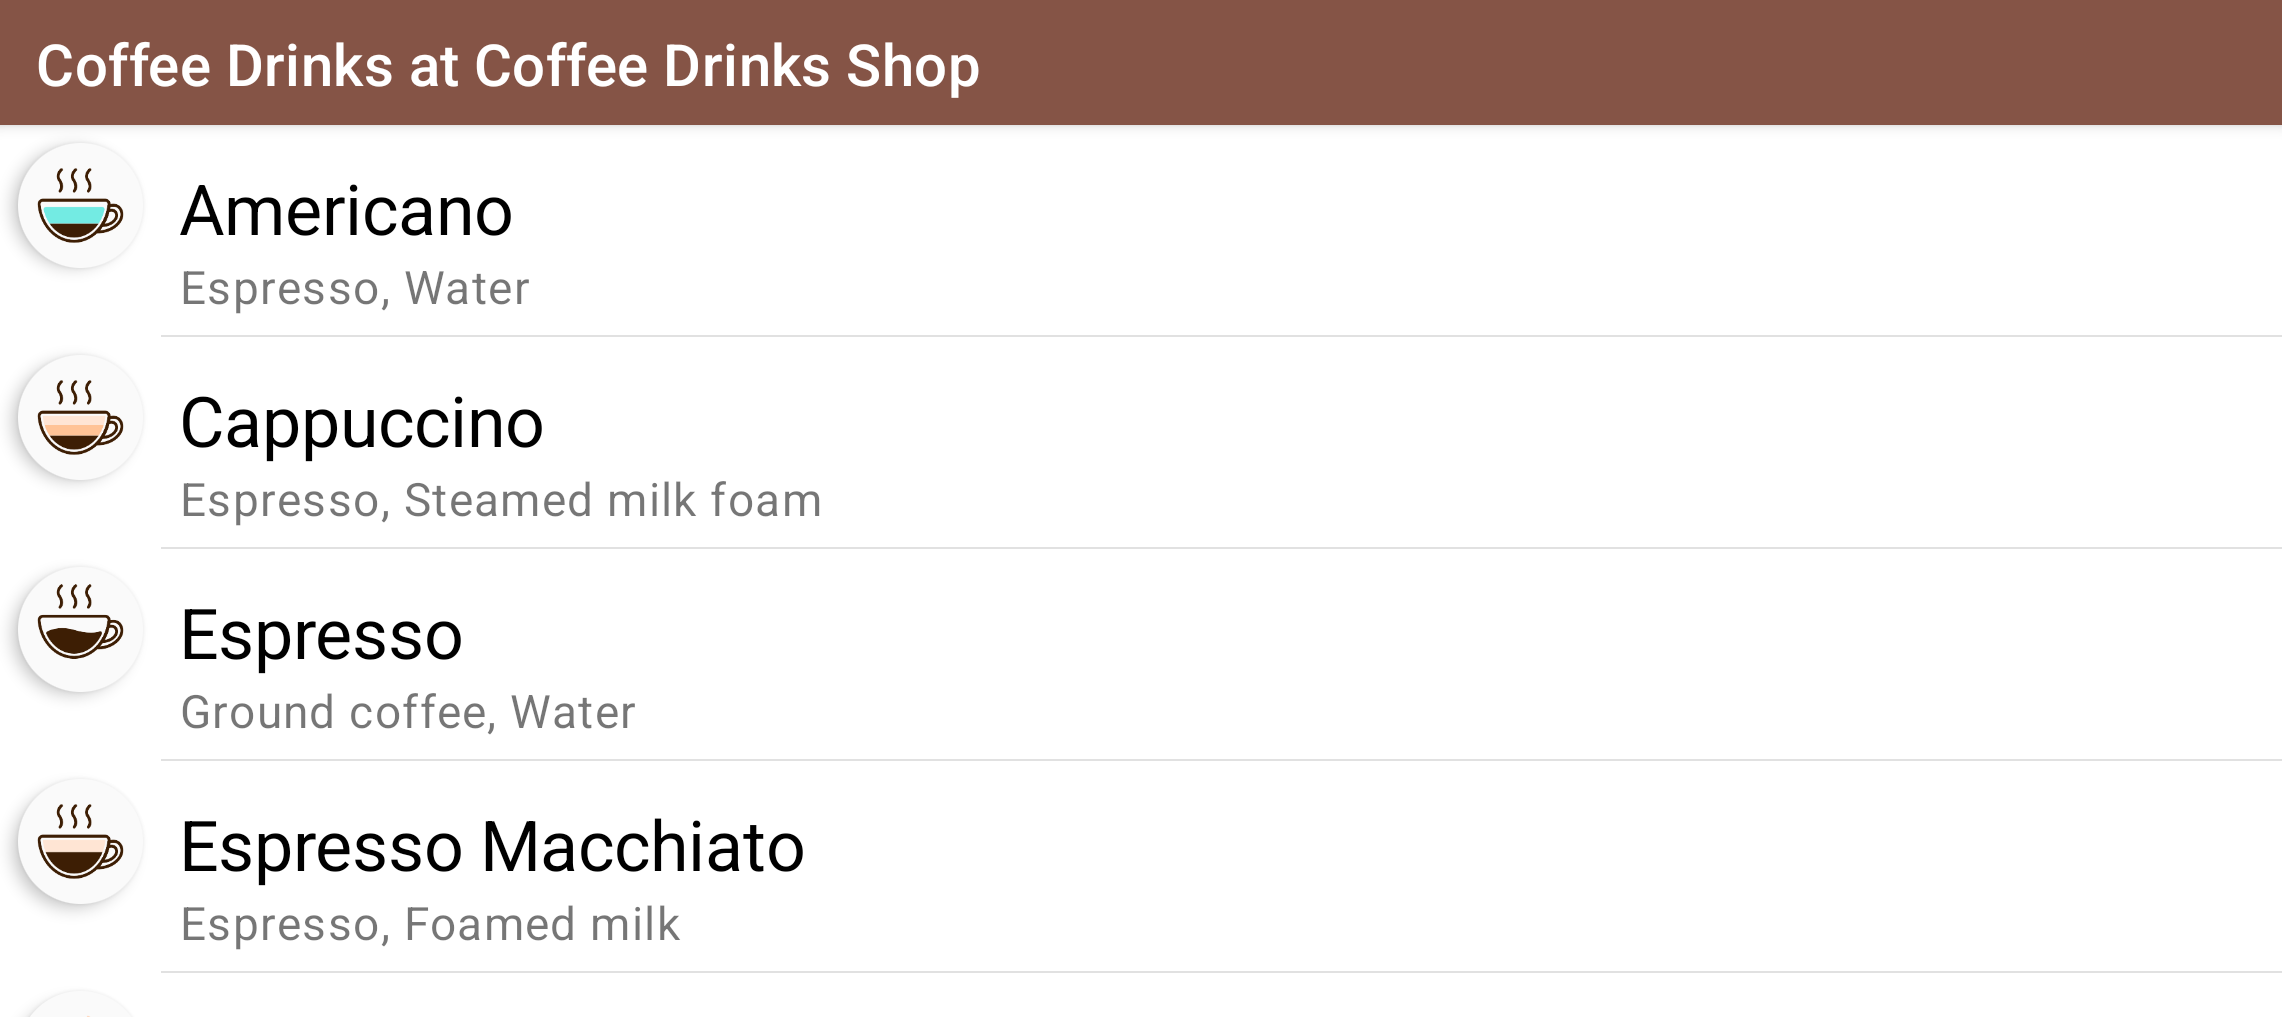 Coffee Drinks at Coffee Drinks Shop
Americano
Espresso, Water
Cappuccino
Espresso, Steamed milk foam
Espresso
Ground coffee, Water
Espresso Macchiato
Espresso, Foamed milk